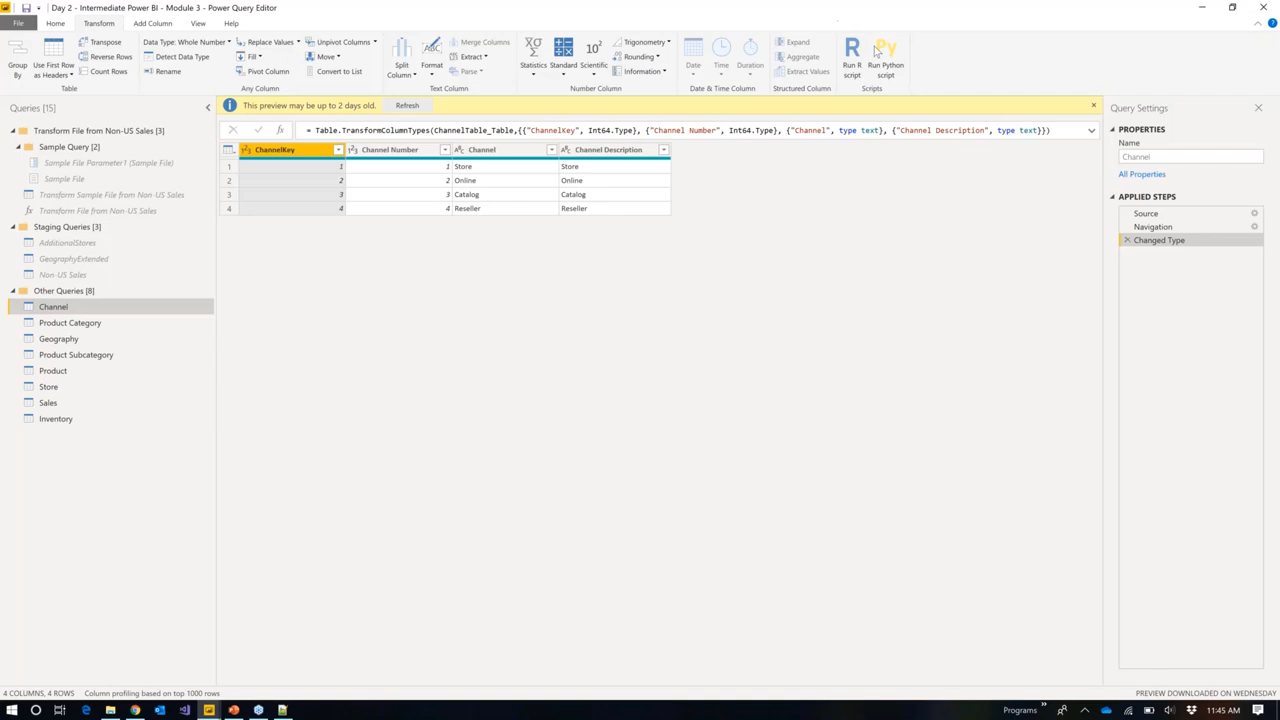 Day 2 - Intermediate Power BI - Module 3 - Power Query Editor
File Home Transform Add Column View Help
Group By
Use First Row as Headers
Transpose
Reverse Rows
Count Rows
Table
Data Type: Whole Number
Detect Data Type
Rename
Replace Values
Fill
Pivot Column
Unpivot Columns
Move
Convert to List
Any Column
Split Column
Format
Merge Columns
Extract
Parse
Text Column
Statistics
Standard
Scientific
Trigonometry
Rounding
Information
Number Column
Date
Time
Duration
Date & Time Column
Expand
Aggregate
Extract Values
Structured Column
Run R script
Run Python script
Scripts
Queries [15]
Transform File from Non-US Sales [3]
Sample Query [2]
Sample File Parameter1 (Sample File)
Sample File
Transform Sample File from Non-US Sales
fx Transform File from Non-US Sales
Staging Queries [3]
AdditionalStores
GeographyExtended
Non-US Sales
Other Queries [8]
Channel
Product Category
Geography
Product Subcategory
Product
Store
Sales
Inventory
This preview may be up to 2 days old. Refresh
fx = Table.TransformColumnTypes(ChannelTable_Table,{{"ChannelKey", Int64.Type}, {"Channel Number", Int64.Type}, {"Channel", type text}, {"Channel Description", type text}})
ChannelKey Channel Number Channel Channel Description
1 1 1 Store Store
2 2 2 Online Online
3 3 3 Catalog Catalog
4 4 4 Reseller Reseller
Query Settings
PROPERTIES
Name
Channel
All Properties
APPLIED STEPS
Source
Navigation
Changed Type
4 COLUMNS, 4 ROWS Column profiling based on top 1000 rows
PREVIEW DOWNLOADED ON WEDNESDAY
Programs 11:45 AM